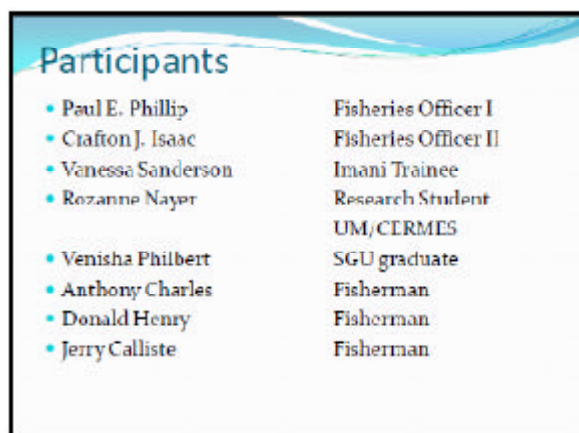 Participants
• Paul E. Phillip Fisheries Officer I
• Crafton J. Isaac Fisheries Officer II
• Vanessa Sanderson Imani Trainee
• Rozanne Nayer Research Student
UM/CERMES
• Venisha Philbert SGU graduate
• Anthony Charles Fisherman
• Donald Henry Fisherman
• Jerry Calliste Fisherman